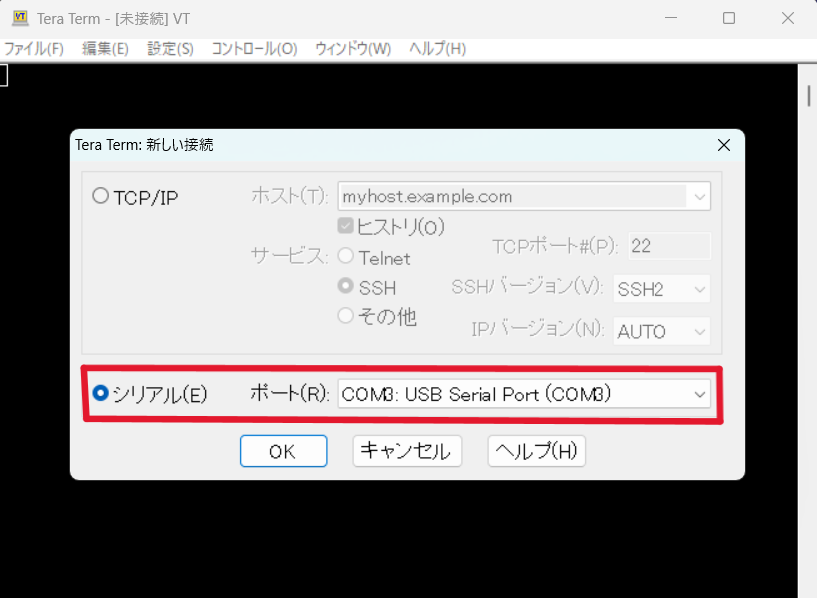 Tera Term - [未接続] VT
ファイル(F) 編集(E) 設定(S) コントロール(O) ウィンドウ(W) ヘルプ(H)
Tera Term: 新しい接続
TCP/IP ホスト(T): myhost.example.com
ヒストリ(O)
サービス: Telnet TCPポート#(P): 22
SSH SSHバージョン(V): SSH2
その他 IPバージョン(N): AUTO
シリアル(E) ポート(R): COM3: USB Serial Port (COM3)
OK キャンセル ヘルプ(H)